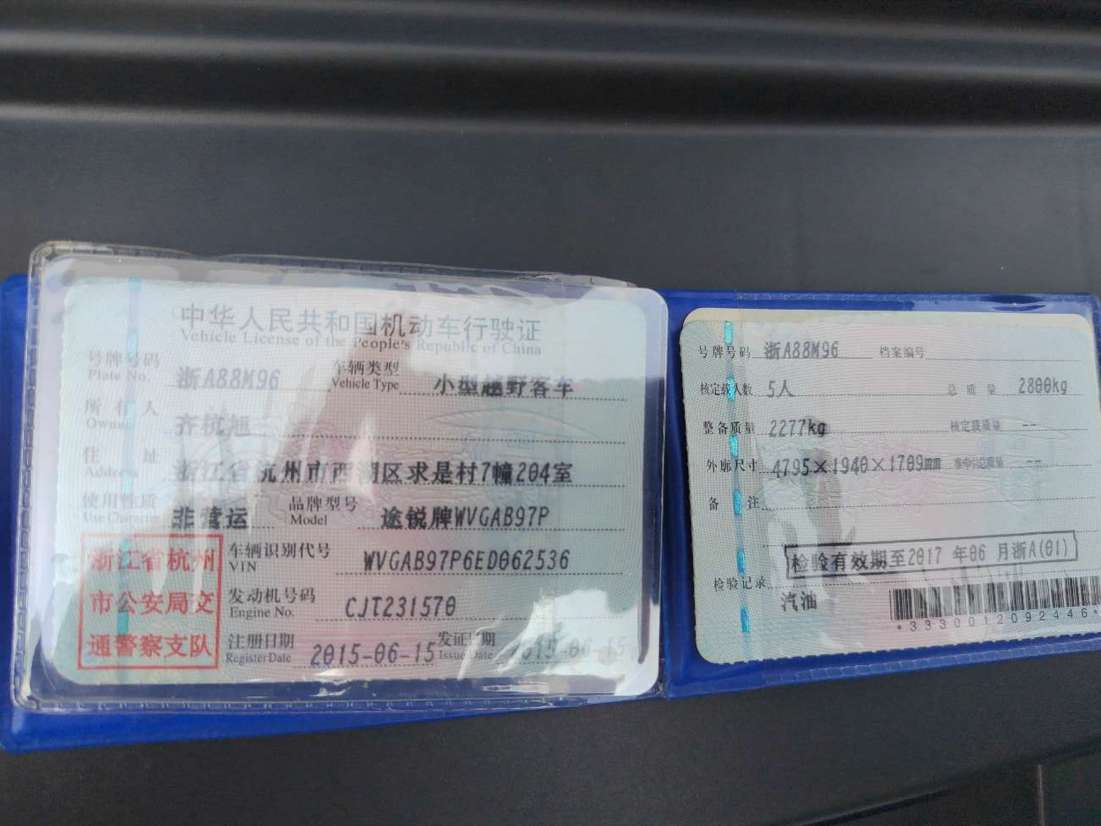 中华人民共和国机动车行驶证
Vehicle License of the People's Republic of China
号牌号码 浙A88M96 车辆类型 小型越野客车
Plate No. Vehicle Type
所有人 齐杭旭
Owner
住址 浙江省杭州市西湖区求是村7幢204室
Address
使用性质 非营运 品牌型号 途锐牌WVGAB97P
Use Character Model
浙江省杭州
市公安局交
通警察支队
车辆识别代号 WVGAB97P6ED062536
VIN
发动机号码 CJT231570
Engine No.
注册日期 2015-06-15 发证日期 2015-06-15
Register Date Issue Date
号牌号码 浙A88M96 档案编号
核定载人数 5人 总质量 2800kg
整备质量 2277kg 核定载质量 --
外廓尺寸 4795×1940×1709mm 准牵引总质量 --
备注
检验有效期至2017 年06 月浙A(01)
检验记录
汽油
*3330012092446*